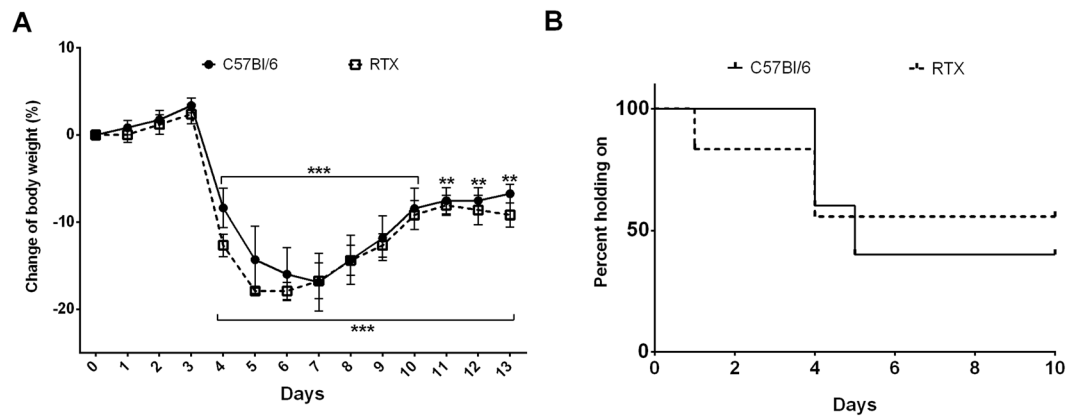 A
C57Bl/6 RTX
Change of body weight (%)
10
0
-10
-20
***
** ** **
***
0 1 2 3 4 5 6 7 8 9 10 11 12 13
Days
B
C57Bl/6 RTX
Percent holding on
100
50
0
0 2 4 6 8 10
Days